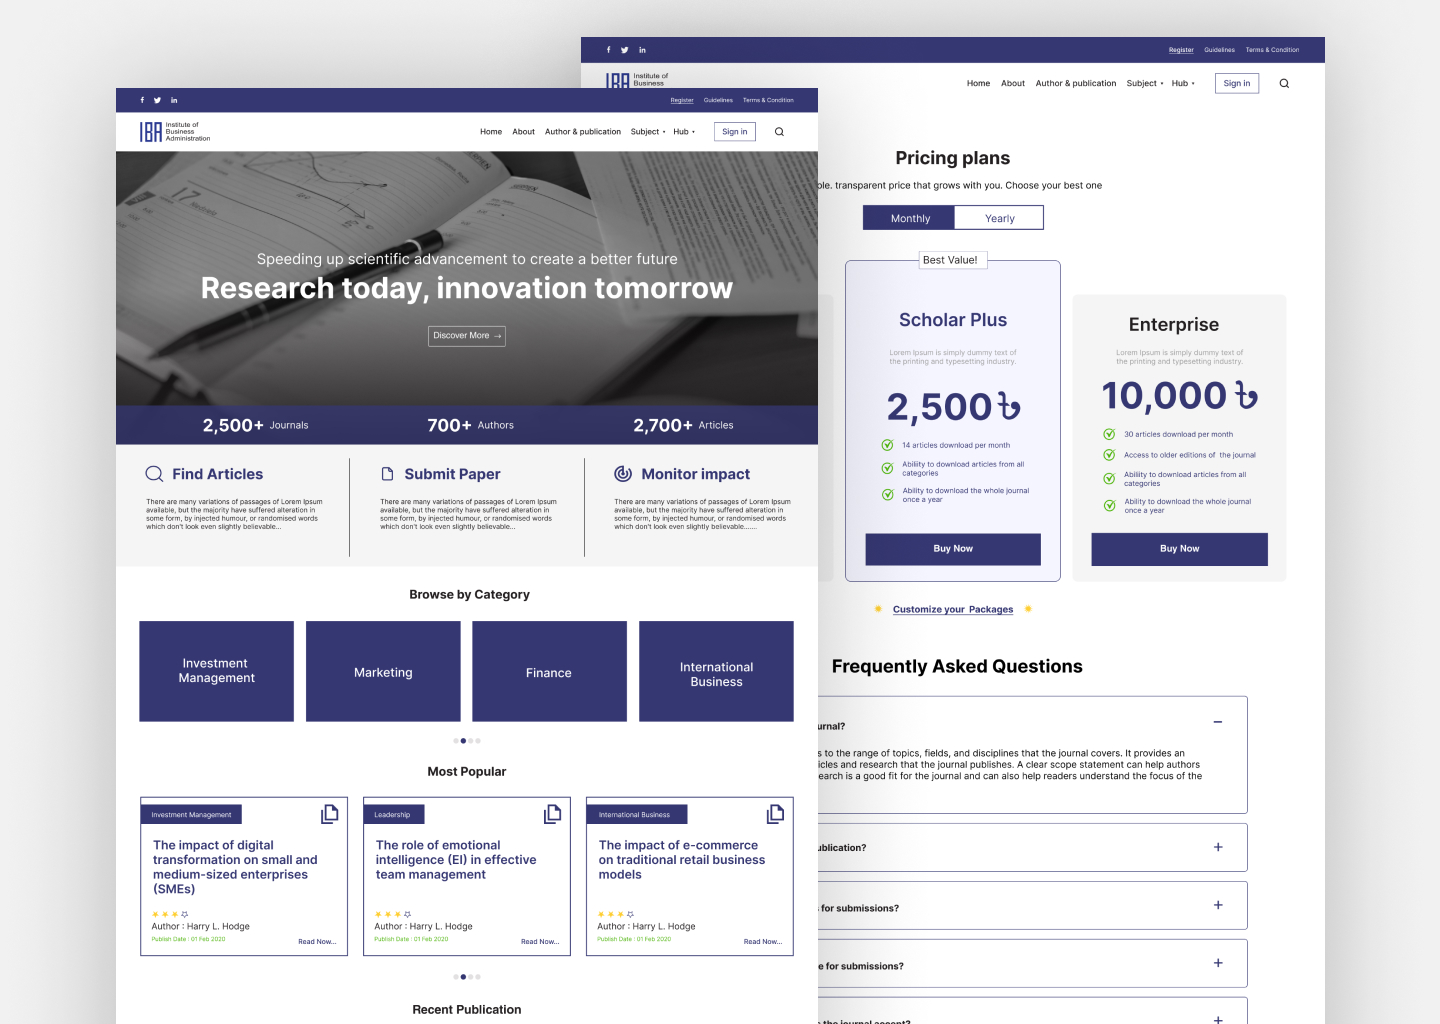 Register Guidelines Terms & Condition
Institute of
Business
Home About Author & publication Subject Hub Sign in
Register Guidelines Terms & Condition
IBA Institute of
Business
Administration
Home About Author & publication Subject Hub Sign in
Speeding up scientific advancement to create a better future
Research today, innovation tomorrow
Discover More →
2,500+ Journals
700+ Authors
2,700+ Articles
Find Articles
There are many variations of passages of Lorem Ipsum
available, but the majority have suffered alteration in
some form, by injected humour, or randomised words
which don't look even slightly believable...
Submit Paper
There are many variations of passages of Lorem Ipsum
available, but the majority have suffered alteration in
some form, by injected humour, or randomised words
which don't look even slightly believable...
Monitor impact
There are many variations of passages of Lorem Ipsum
available, but the majority have suffered alteration in
some form, by injected humour, or randomised words
which don't look even slightly believable.......
Browse by Category
Investment
Management
Marketing
Finance
International
Business
Most Popular
Investment Management
The impact of digital
transformation on small and
medium-sized enterprises
(SMEs)
Author : Harry L. Hodge
Publish Date : 01 Feb 2020
Read Now...
Leadership
The role of emotional
intelligence (EI) in effective
team management
Author : Harry L. Hodge
Publish Date : 01 Feb 2020
Read Now...
International Business
The impact of e-commerce
on traditional retail business
models
Author : Harry L. Hodge
Publish Date : 01 Feb 2020
Read Now...
Recent Publication
Pricing plans
transparent price that grows with you. Choose your best one
Monthly Yearly
Best Value!
Scholar Plus
Lorem Ipsum is simply dummy text of
the printing and typesetting industry.
2,500 ৳
14 articles download per month
Ability to download articles from all
categories
Ability to download the whole journal
once a year
Buy Now
Enterprise
Lorem Ipsum is simply dummy text of
the printing and typesetting industry.
10,000 ৳
30 articles download per month
Access to older editions of the journal
Ability to download articles from all
categories
Ability to download the whole journal
once a year
Buy Now
Customize your Packages
Frequently Asked Questions
to the range of topics, fields, and disciplines that the journal covers. It provides an
and research that the journal publishes. A clear scope statement can help authors
is a good fit for the journal and can also help readers understand the focus of the
for submissions?
for submissions?
the journal accept?